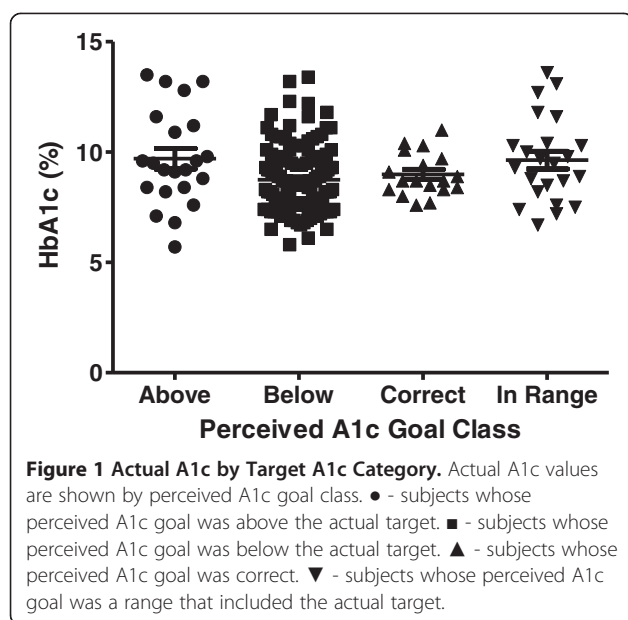 15
10
5
0
HbA1c (%)
Above Below Correct In Range
Perceived A1c Goal Class
Figure 1 Actual A1c by Target A1c Category. Actual A1c values
are shown by perceived A1c goal class. ● - subjects whose
perceived A1c goal was above the actual target. ■ - subjects whose
perceived A1c goal was below the actual target. ▲ - subjects whose
perceived A1c goal was correct. ▼ - subjects whose perceived A1c
goal was a range that included the actual target.